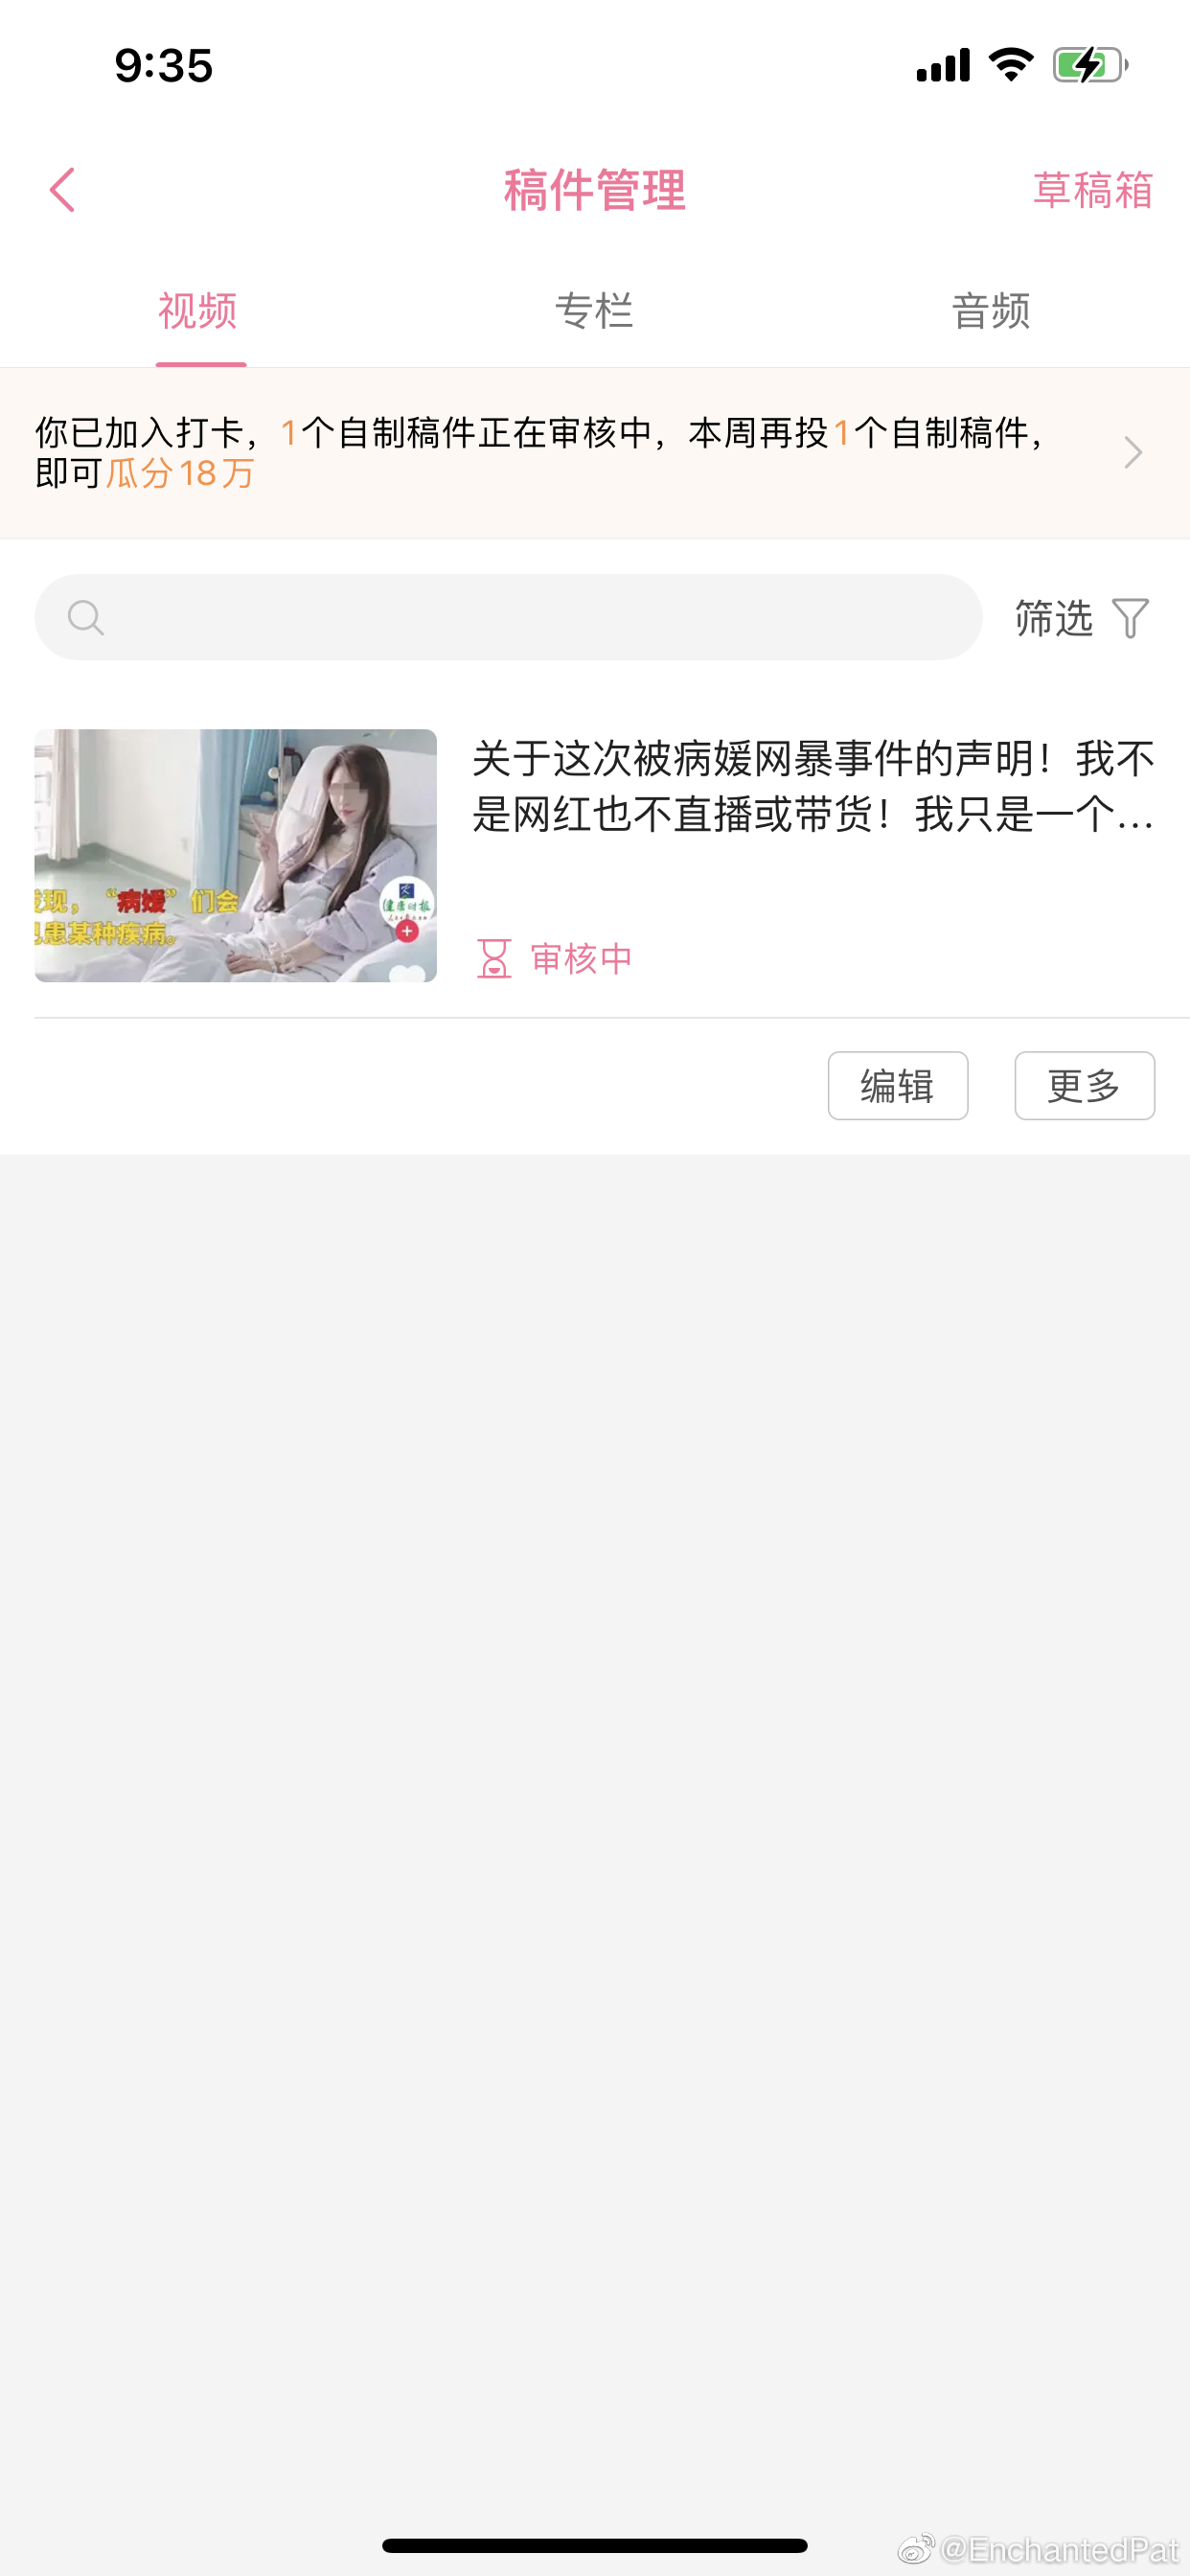 9:35
稿件管理
草稿箱
视频
专栏
音频
你已加入打卡，1个自制稿件正在审核中，本周再投1个自制稿件，
即可瓜分18万
筛选
关于这次被病媛网暴事件的声明！我不
是网红也不直播或带货！我只是一个...
发现，“病媛”们会
患某种疾病。
健康时报
审核中
编辑
更多
@EnchantedPat